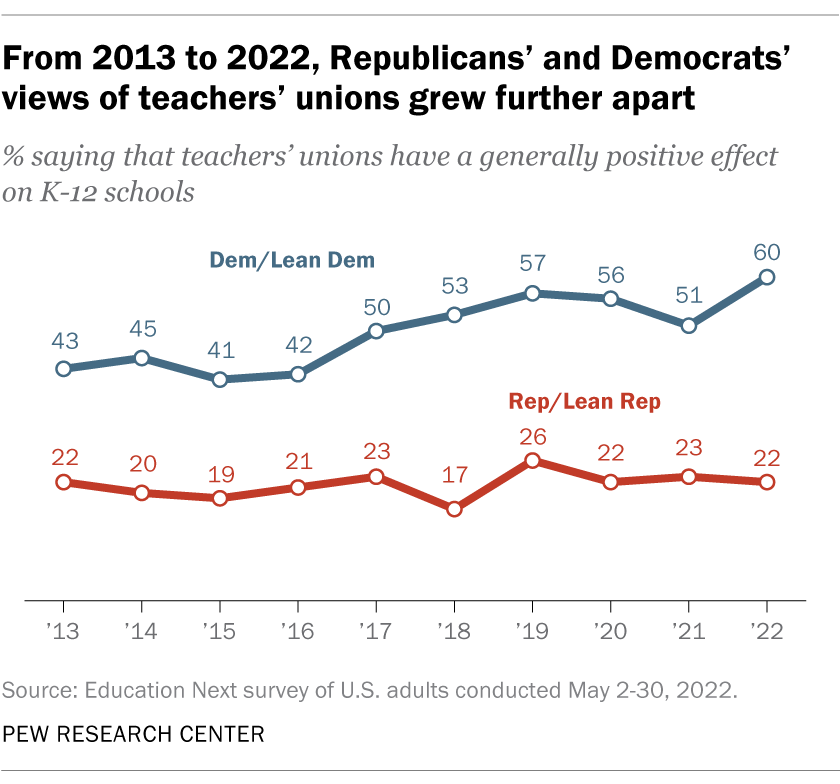 From 2013 to 2022, Republicans’ and Democrats’
views of teachers’ unions grew further apart
% saying that teachers’ unions have a generally positive effect
on K-12 schools
Dem/Lean Dem
43 45 41 42 50 53 57 56 51 60
Rep/Lean Rep
22 20 19 21 23 17 26 22 23 22
’13 ’14 ’15 ’16 ’17 ’18 ’19 ’20 ’21 ’22
Source: Education Next survey of U.S. adults conducted May 2-30, 2022.
PEW RESEARCH CENTER